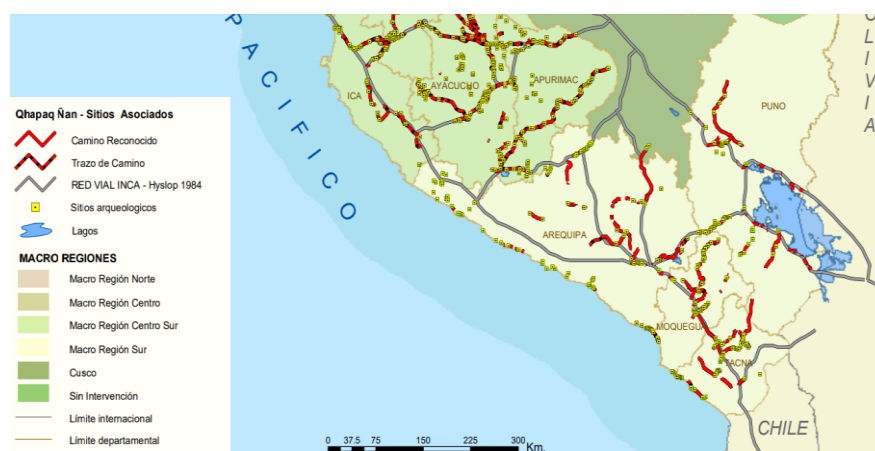 PACIFICO
OLIVIA
ICA
AYACUCHO
APURIMAC
PUNO
AREQUIPA
MOQUEGUA
TACNA
CHILE
Qhapaq Ñan - Sitios Asociados
Camino Reconocido
Trazo de Camino
RED VIAL INCA - Hyslop 1984
Sitios arqueologicos
Lagos
MACRO REGIONES
Macro Región Norte
Macro Región Centro
Macro Región Centro Sur
Macro Región Sur
Cusco
Sin Intervención
Límite internacional
Límite departamental
0 37.5 75 150 225 300 Km.